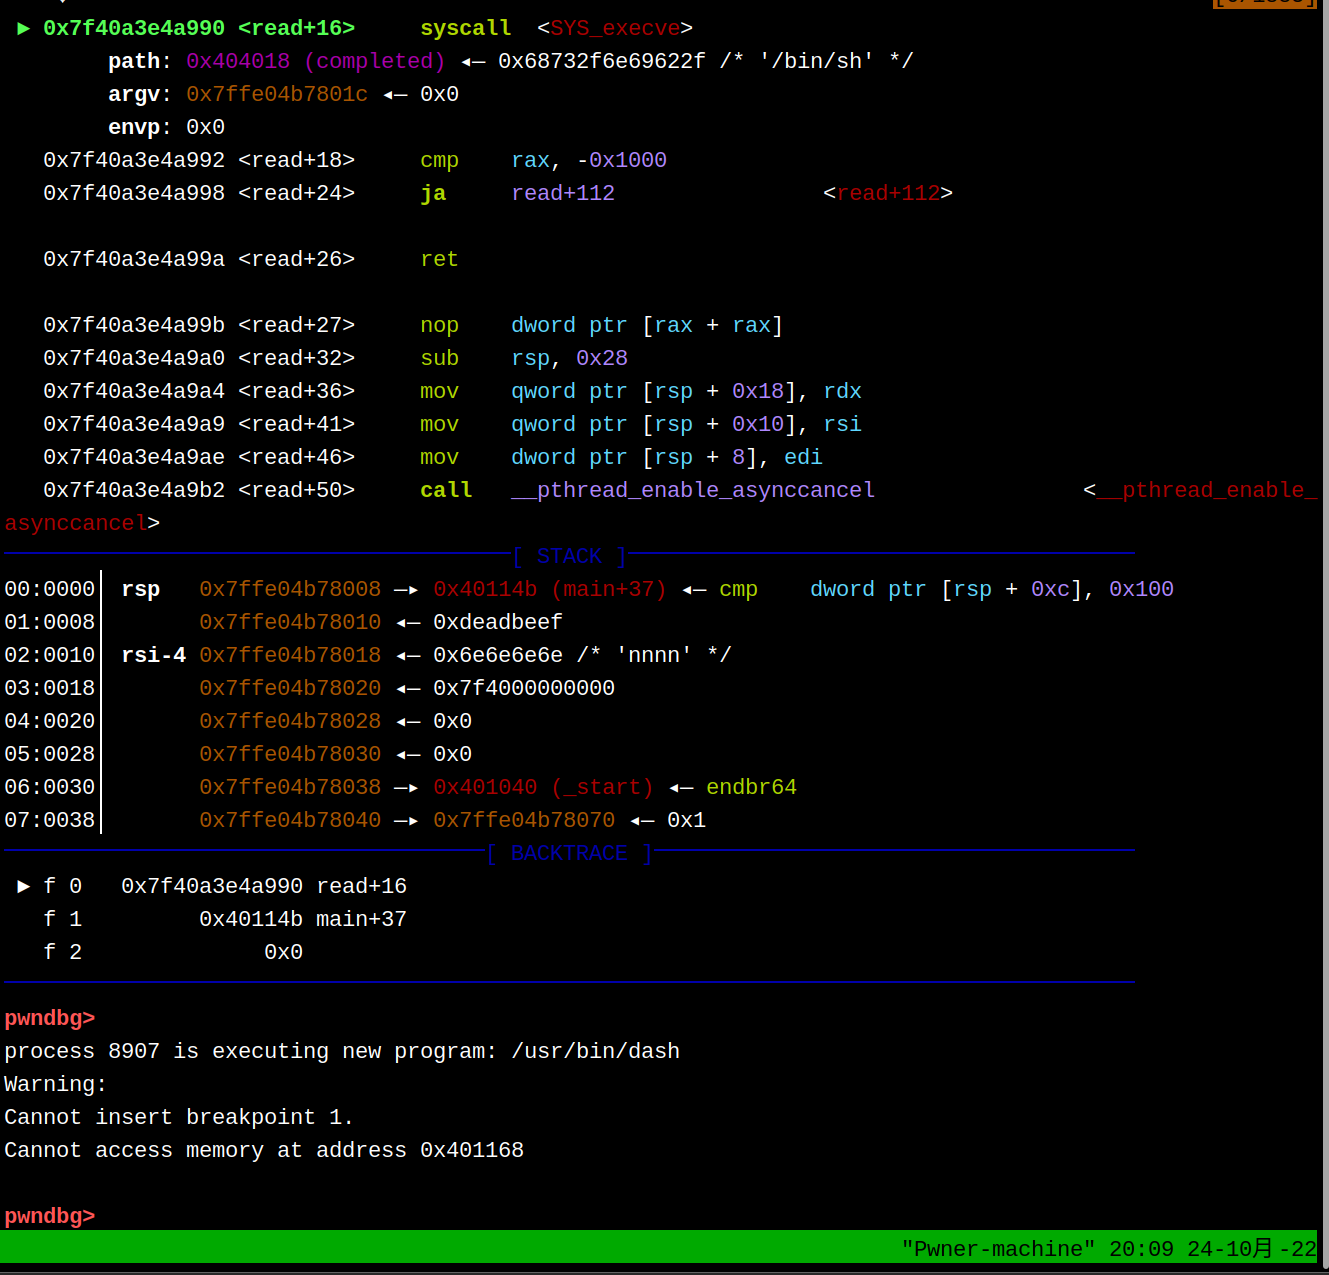 ► 0x7f40a3e4a990 <read+16>     syscall  <SYS_execve>
        path: 0x404018 (completed) ◂— 0x68732f6e69622f /* '/bin/sh' */
        argv: 0x7ffe04b7801c ◂— 0x0
        envp: 0x0
   0x7f40a3e4a992 <read+18>     cmp    rax, -0x1000
   0x7f40a3e4a998 <read+24>     ja     read+112                <read+112>
   0x7f40a3e4a99a <read+26>     ret
   0x7f40a3e4a99b <read+27>     nop    dword ptr [rax + rax]
   0x7f40a3e4a9a0 <read+32>     sub    rsp, 0x28
   0x7f40a3e4a9a4 <read+36>     mov    qword ptr [rsp + 0x18], rdx
   0x7f40a3e4a9a9 <read+41>     mov    qword ptr [rsp + 0x10], rsi
   0x7f40a3e4a9ae <read+46>     mov    dword ptr [rsp + 8], edi
   0x7f40a3e4a9b2 <read+50>     call   __pthread_enable_asynccancel                <__pthread_enable_
asynccancel>
[ STACK ]
00:0000│ rsp   0x7ffe04b78008 —▸ 0x40114b (main+37) ◂— cmp    dword ptr [rsp + 0xc], 0x100
01:0008│       0x7ffe04b78010 ◂— 0xdeadbeef
02:0010│ rsi-4 0x7ffe04b78018 ◂— 0x6e6e6e6e /* 'nnnn' */
03:0018│       0x7ffe04b78020 ◂— 0x7f4000000000
04:0020│       0x7ffe04b78028 ◂— 0x0
05:0028│       0x7ffe04b78030 ◂— 0x0
06:0030│       0x7ffe04b78038 —▸ 0x401040 (_start) ◂— endbr64
07:0038│       0x7ffe04b78040 —▸ 0x7ffe04b78070 ◂— 0x1
[ BACKTRACE ]
 ► f 0   0x7f40a3e4a990 read+16
   f 1         0x40114b main+37
   f 2              0x0
pwndbg>
process 8907 is executing new program: /usr/bin/dash
Warning:
Cannot insert breakpoint 1.
Cannot access memory at address 0x401168
pwndbg>
"Pwner-machine" 20:09 24-10月-22